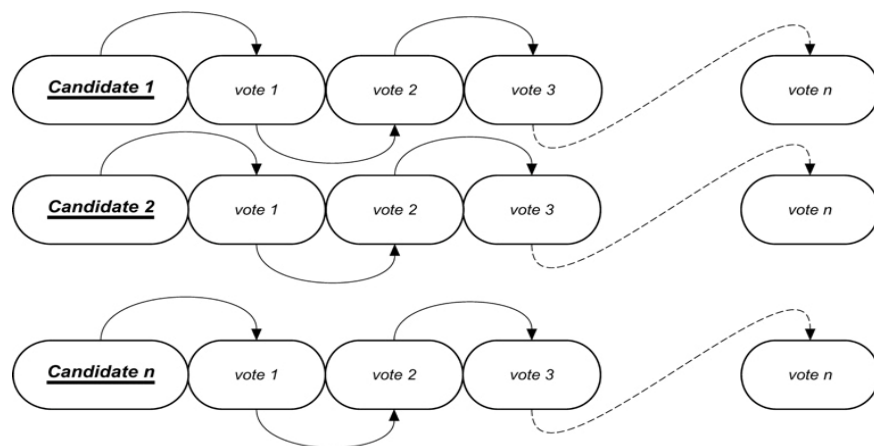 Candidate 1 vote 1 vote 2 vote 3 vote n
Candidate 2 vote 1 vote 2 vote 3 vote n
Candidate n vote 1 vote 2 vote 3 vote n